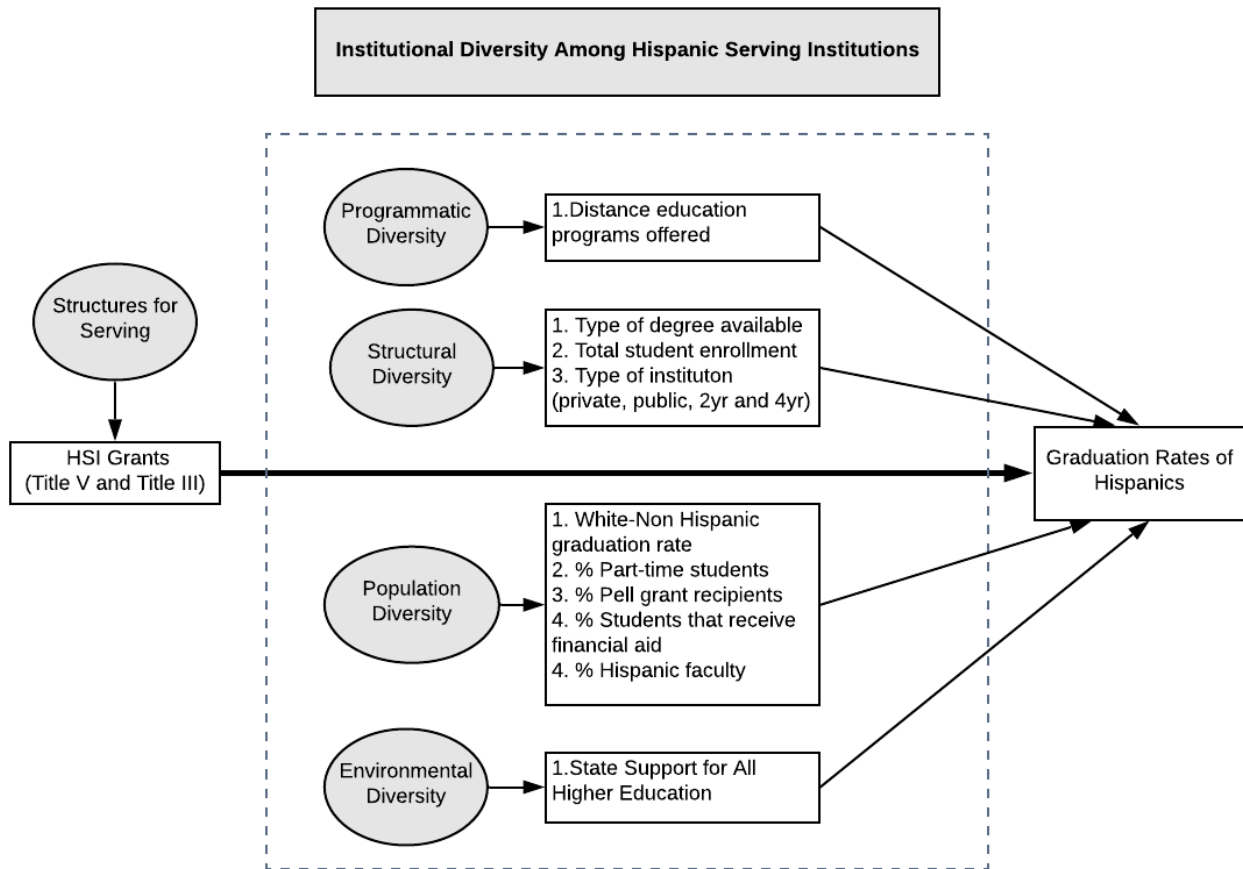 Institutional Diversity Among Hispanic Serving Institutions
Programmatic
Diversity
1.Distance education
programs offered
Structures for
Serving
Structural
Diversity
1. Type of degree available
2. Total student enrollment
3. Type of instituton
(private, public, 2yr and 4yr)
HSI Grants
(Title V and Title III)
Graduation Rates of
Hispanics
Population
Diversity
1. White-Non Hispanic
graduation rate
2. % Part-time students
3. % Pell grant recipients
4. % Students that receive
financial aid
4. % Hispanic faculty
Environmental
Diversity
1.State Support for All
Higher Education